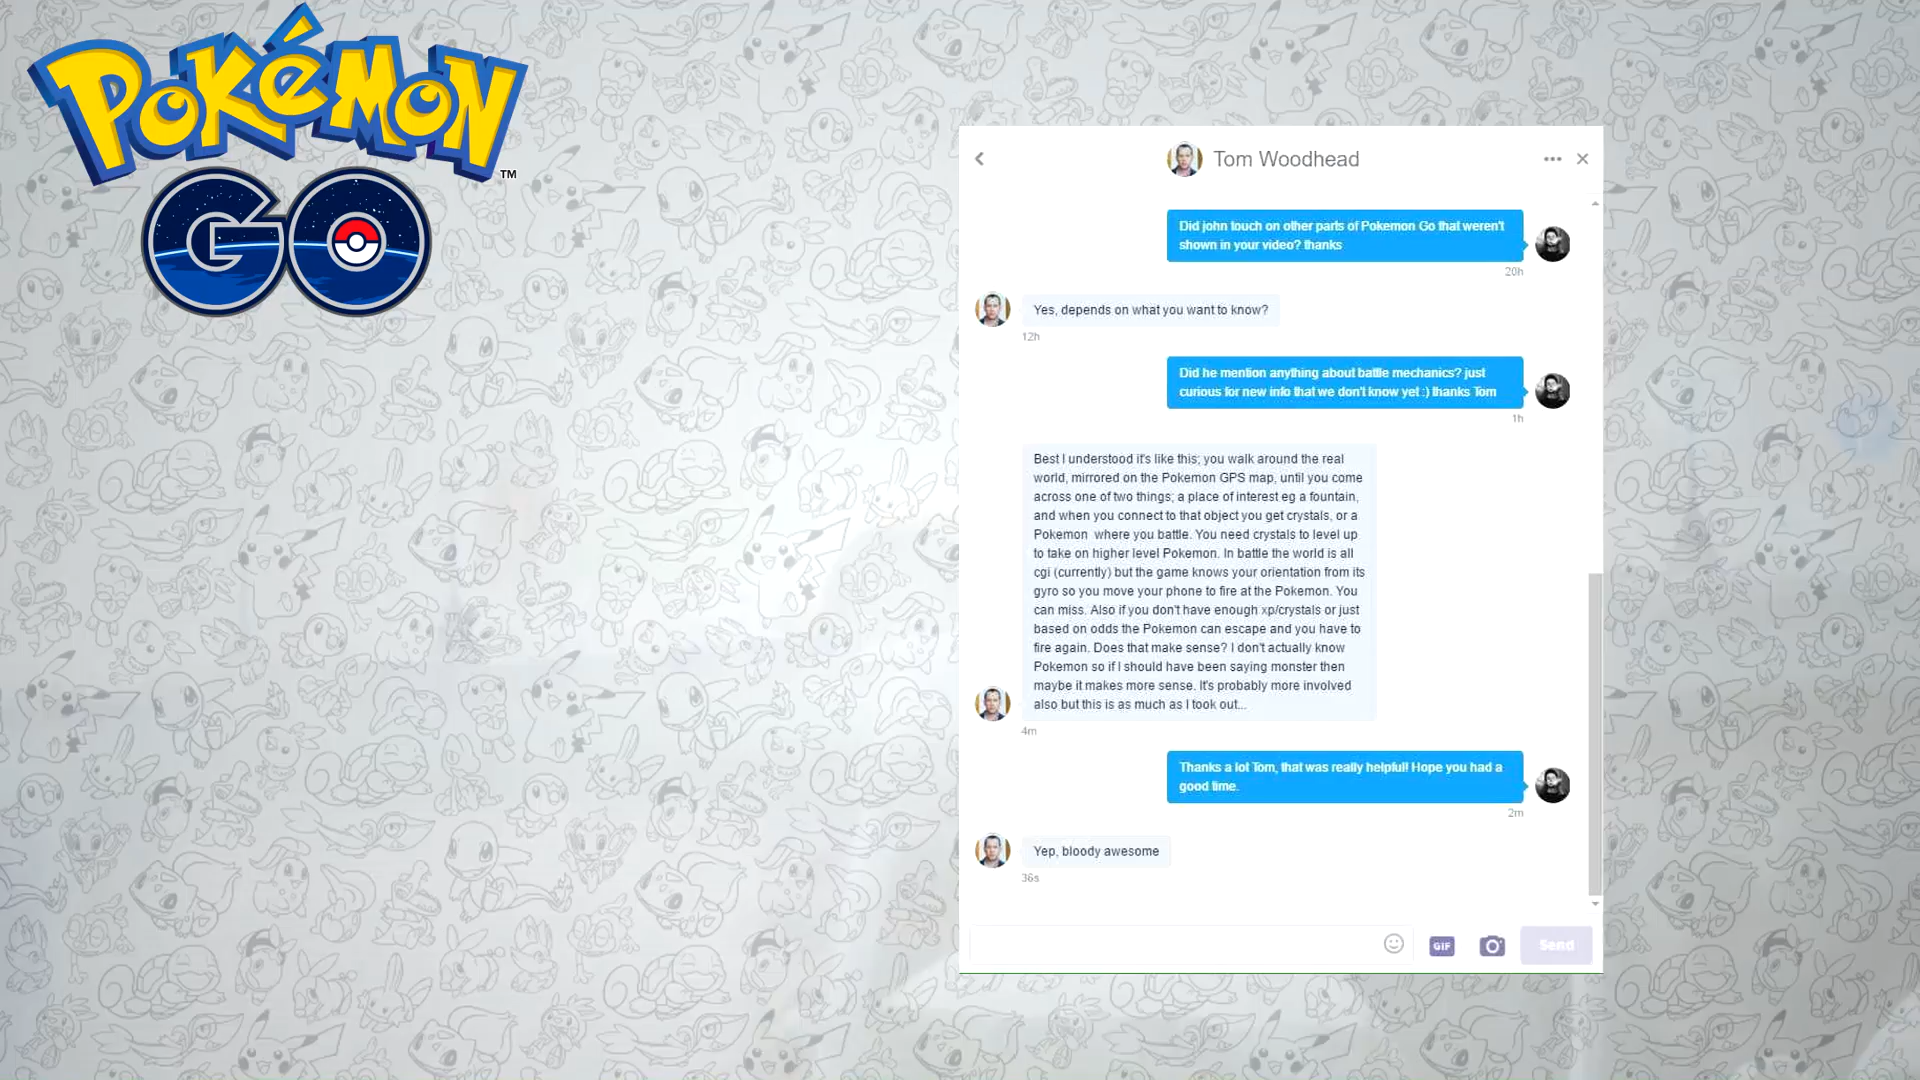 POKéMON
TM
GO
Tom Woodhead
Did john touch on other parts of Pokemon Go that weren't
shown in your video? thanks
20h
Yes, depends on what you want to know?
12h
Did he mention anything about battle mechanics? just
curious for new info that we don't know yet :) thanks Tom
1h
Best I understood it's like this; you walk around the real
world, mirrored on the Pokemon GPS map, until you come
across one of two things; a place of interest eg a fountain,
and when you connect to that object you get crystals, or a
Pokemon  where you battle. You need crystals to level up
to take on higher level Pokemon. In battle the world is all
cgi (currently) but the game knows your orientation from its
gyro so you move your phone to fire at the Pokemon. You
can miss. Also if you don't have enough xp/crystals or just
based on odds the Pokemon can escape and you have to
fire again. Does that make sense? I don't actually know
Pokemon so if I should have been saying monster then
maybe it makes more sense. It's probably more involved
also but this is as much as I took out...
4m
Thanks a lot Tom, that was really helpful! Hope you had a
good time.
2m
Yep, bloody awesome
36s
GIF
Send